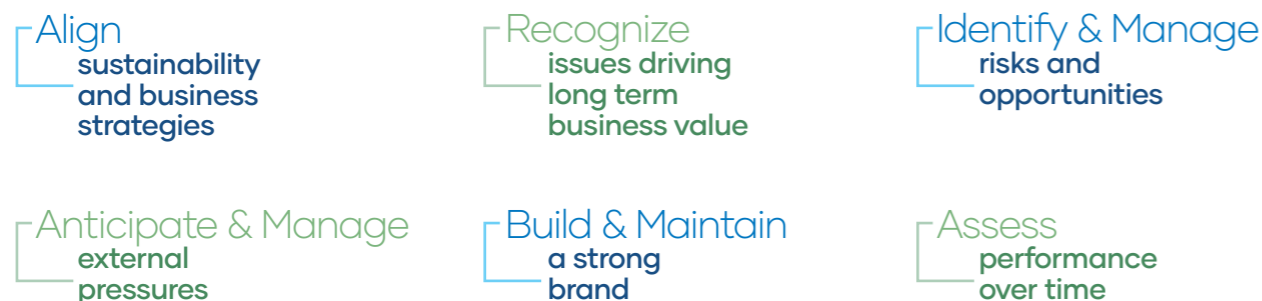 Align
sustainability
and business
strategies
Recognize
issues driving
long term
business value
Identify & Manage
risks and
opportunities
Anticipate & Manage
external
pressures
Build & Maintain
a strong
brand
Assess
performance
over time